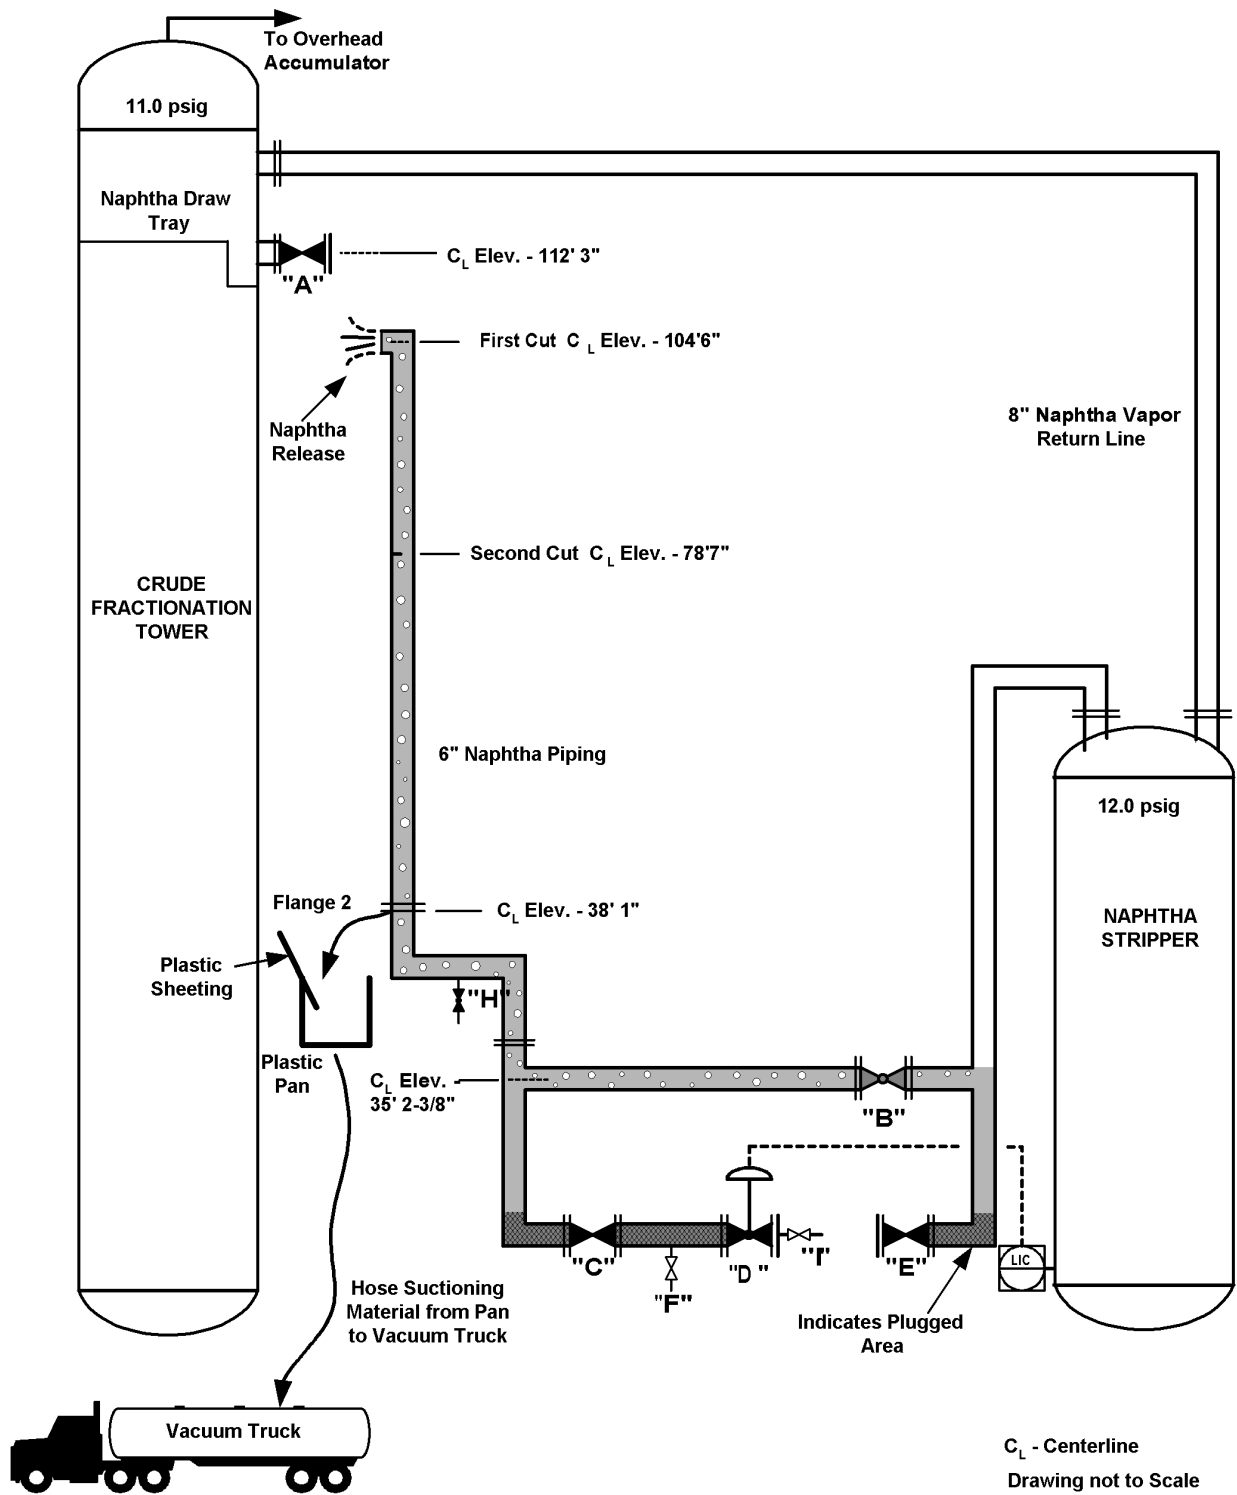 To Overhead
Accumulator
11.0 psig
Naphtha Draw
Tray
"A"
CL Elev. - 112' 3"
First Cut CL Elev. - 104'6"
Naphtha
Release
8" Naphtha Vapor
Return Line
Second Cut CL Elev. - 78'7"
CRUDE
FRACTIONATION
TOWER
6" Naphtha Piping
12.0 psig
Flange 2
CL Elev. - 38' 1"
NAPHTHA
STRIPPER
Plastic
Sheeting
"H"
Plastic
Pan
CL Elev. -
35' 2-3/8"
"B"
"C"
"D"
"I"
"E"
LIC
"F"
Hose Suctioning
Material from Pan
to Vacuum Truck
Indicates Plugged
Area
Vacuum Truck
CL - Centerline
Drawing not to Scale